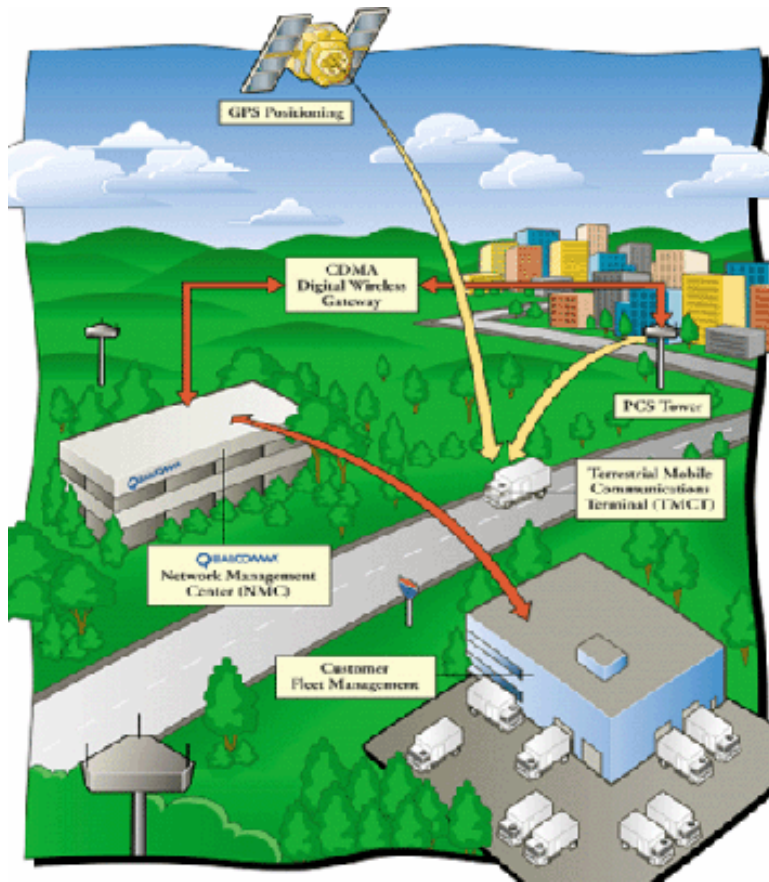 GPS Positioning
CDMA
Digital Wireless
Gateway
PCS Tower
Terrestrial Mobile
Communications
Terminal (TMCT)
QUALCOMM
QUALCOMM
Network Management
Center (NMC)
Customer
Fleet Management